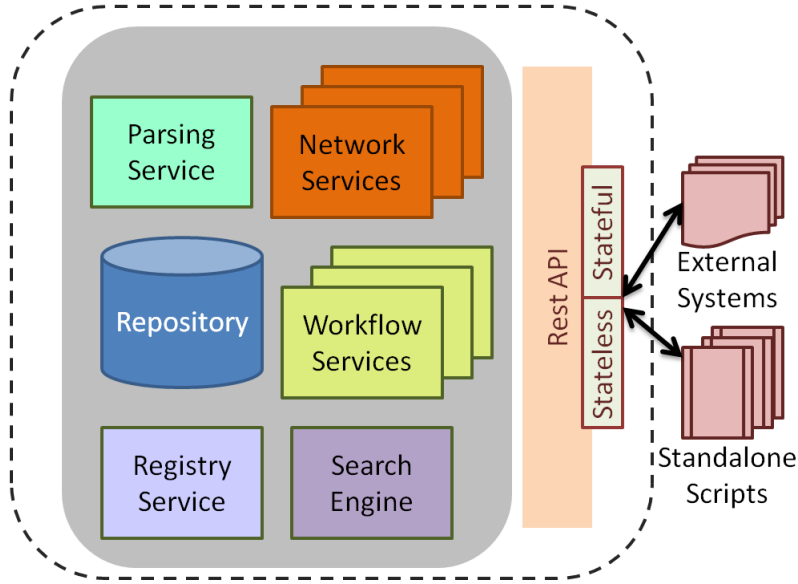 Parsing
Service
Network
Services
Repository
Workflow
Services
Registry
Service
Search
Engine
Rest API
Stateful
Stateless
External
Systems
Standalone
Scripts